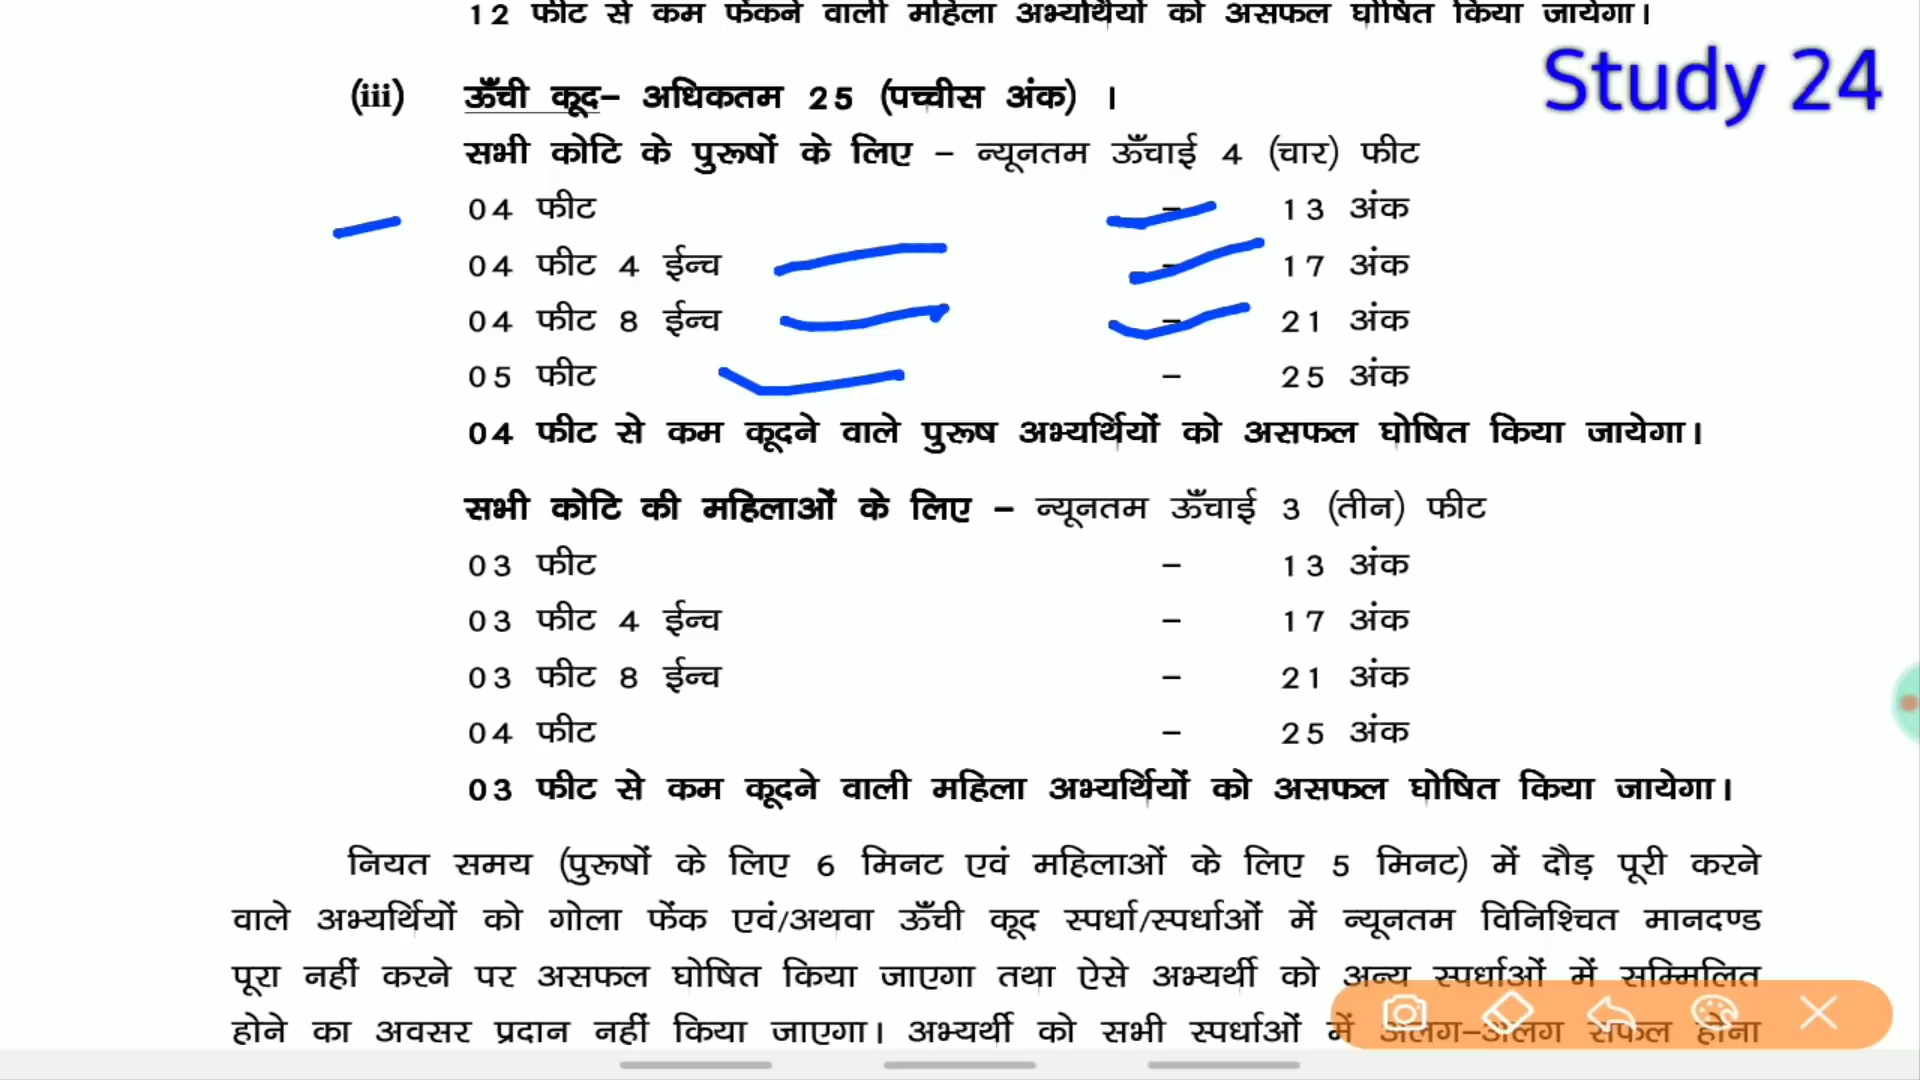 12 फीट से कम फेंकने वाली महिला अभ्यर्थियों को असफल घोषित किया जायेगा।
Study 24
(iii) ऊँची कूद– अधिकतम 25 (पच्चीस अंक) ।
सभी कोटि के पुरूषों के लिए – न्यूनतम ऊँचाई 4 (चार) फीट
04 फीट – 13 अंक
04 फीट 4 ईन्च – 17 अंक
04 फीट 8 ईन्च – 21 अंक
05 फीट – 25 अंक
04 फीट से कम कूदने वाले पुरूष अभ्यर्थियों को असफल घोषित किया जायेगा।
सभी कोटि की महिलाओं के लिए – न्यूनतम ऊँचाई 3 (तीन) फीट
03 फीट – 13 अंक
03 फीट 4 ईन्च – 17 अंक
03 फीट 8 ईन्च – 21 अंक
04 फीट – 25 अंक
03 फीट से कम कूदने वाली महिला अभ्यर्थियों को असफल घोषित किया जायेगा।
नियत समय (पुरूषों के लिए 6 मिनट एवं महिलाओं के लिए 5 मिनट) में दौड़ पूरी करने
वाले अभ्यर्थियों को गोला फेंक एवं/अथवा ऊँची कूद स्पर्धा/स्पर्धाओं में न्यूनतम विनिश्चित मानदण्ड
पूरा नहीं करने पर असफल घोषित किया जाएगा तथा ऐसे अभ्यर्थी को अन्य स्पर्धाओं में सम्मिलित
होने का अवसर प्रदान नहीं किया जाएगा। अभ्यर्थी को सभी स्पर्धाओं में अलग–अलग सफल होना